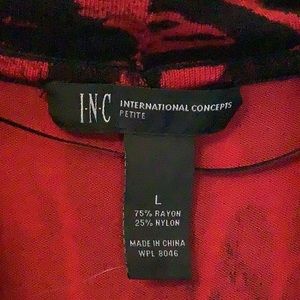 I·N·C INTERNATIONAL CONCEPTS
PETITE
L
75% RAYON
25% NYLON
MADE IN CHINA
WPL 8046